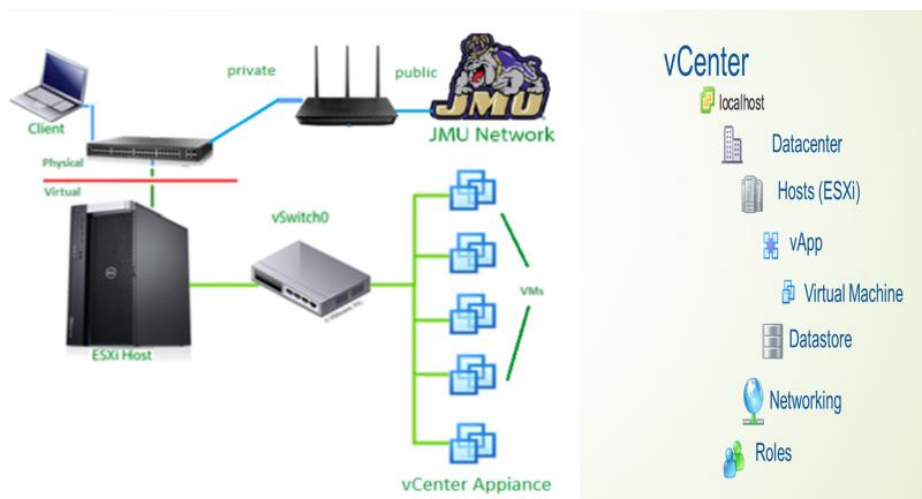 private
public
Client
JMU
JMU Network
Physical
Virtual
vSwitch0
VMs
ESXi Host
vCenter Appiance
vCenter
localhost
Datacenter
Hosts (ESXi)
vApp
Virtual Machine
Datastore
Networking
Roles